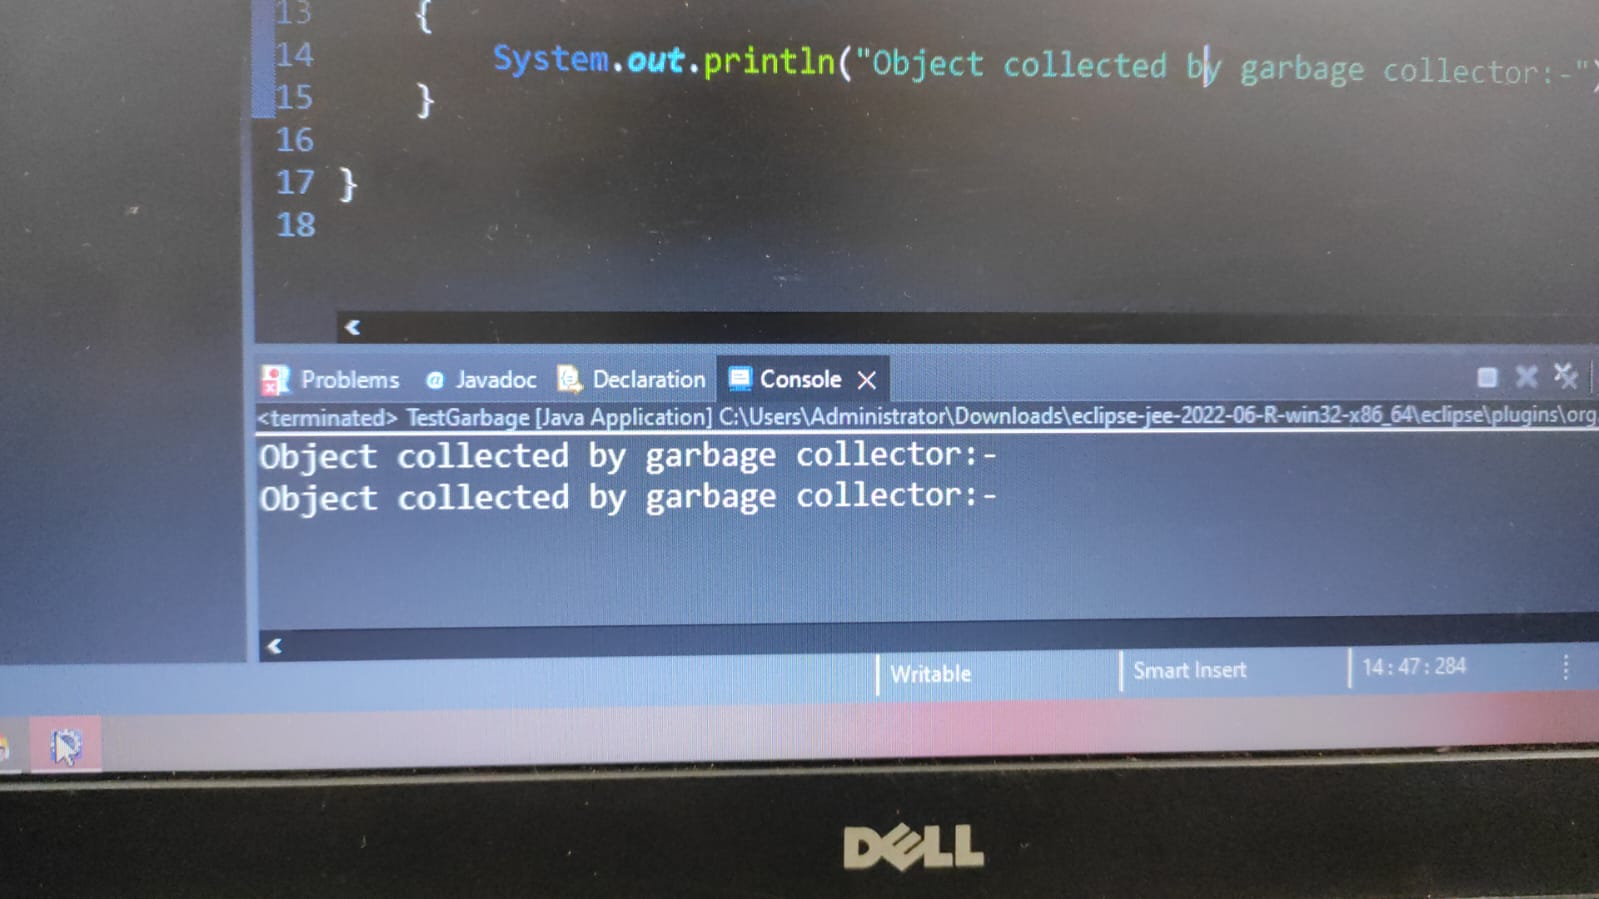 13 {
14 System.out.println("Object collected by garbage collector:-")
15 }
16
17 }
18
Problems @ Javadoc Declaration Console
<terminated> TestGarbage [Java Application] C:\Users\Administrator\Downloads\eclipse-jee-2022-06-R-win32-x86_64\eclipse\plugins\org.
Object collected by garbage collector:-
Object collected by garbage collector:-
Writable Smart Insert 14:47:284
DELL